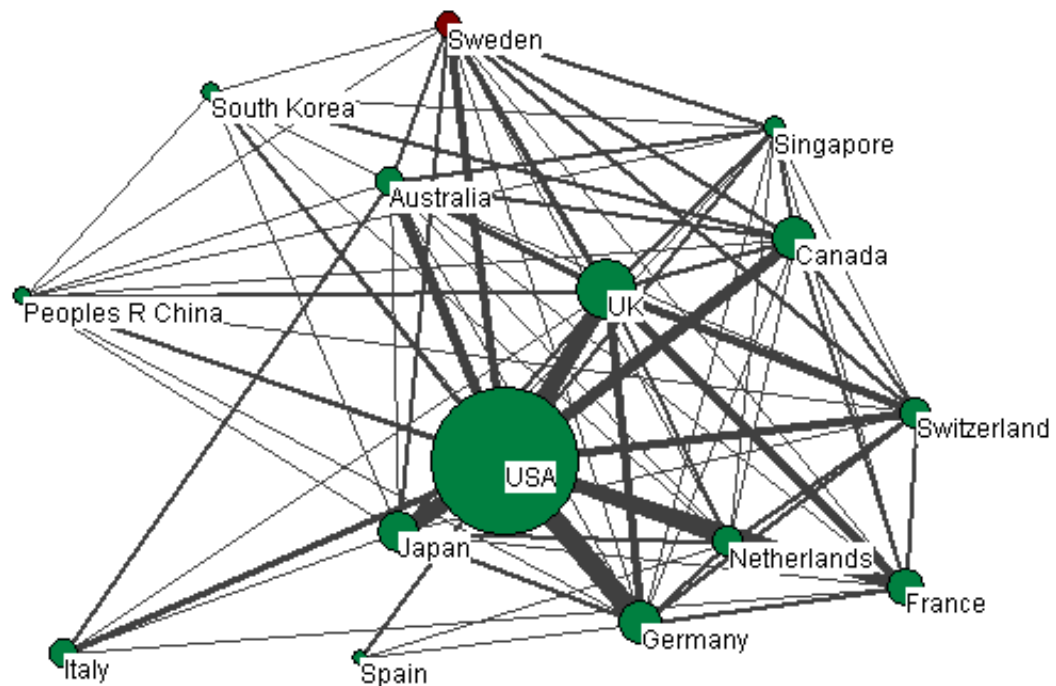 Sweden
South Korea
Singapore
Australia
Canada
UK
Peoples R China
Switzerland
USA
Japan
Netherlands
France
Germany
Italy
Spain